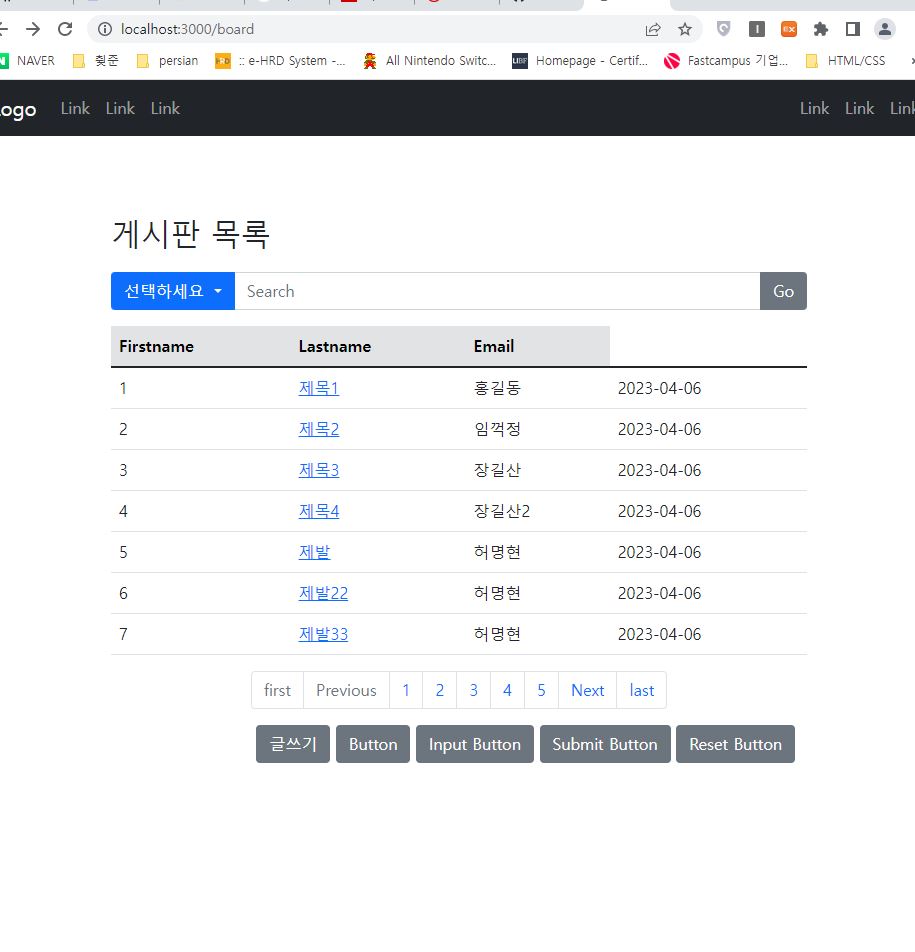 localhost:3000/board
NAVER 췾준 persian :: e-HRD System -... All Nintendo Switc... Homepage - Certif... Fastcampus 기업... HTML/CSS
Logo Link Link Link Link Link Link
게시판 목록
선택하세요 Search Go
Firstname Lastname Email
1 제목1 홍길동 2023-04-06
2 제목2 임꺽정 2023-04-06
3 제목3 장길산 2023-04-06
4 제목4 장길산2 2023-04-06
5 제발 허명현 2023-04-06
6 제발22 허명현 2023-04-06
7 제발33 허명현 2023-04-06
first Previous 1 2 3 4 5 Next last
글쓰기 Button Input Button Submit Button Reset Button